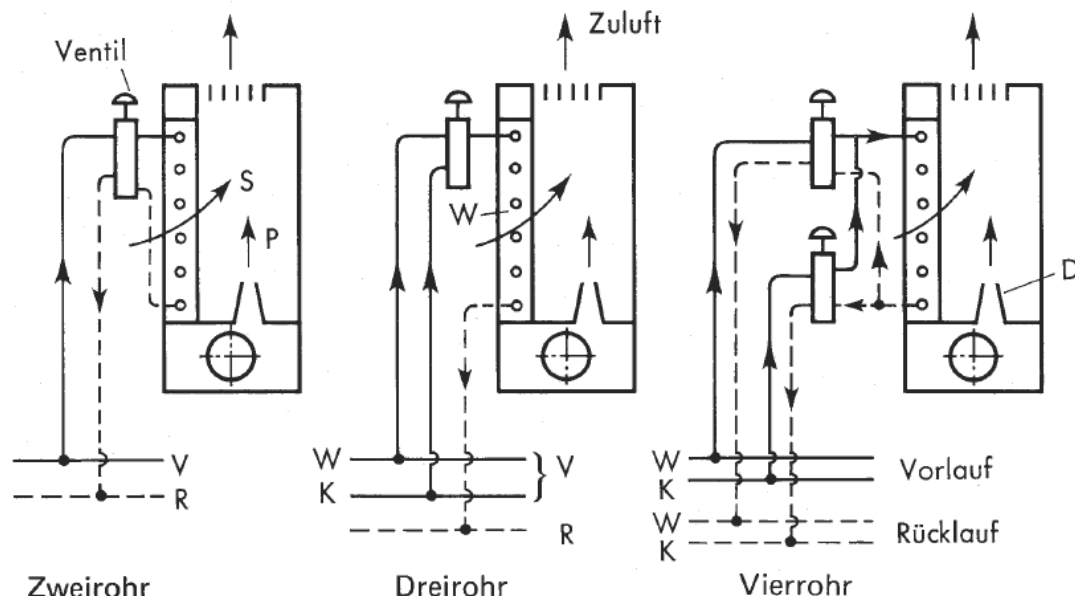 Ventil
S
P
V
R
Zweirohr
Zuluft
W
W
K
V
R
Dreirohr
D
W
K
Vorlauf
W
K
Rücklauf
Vierrohr